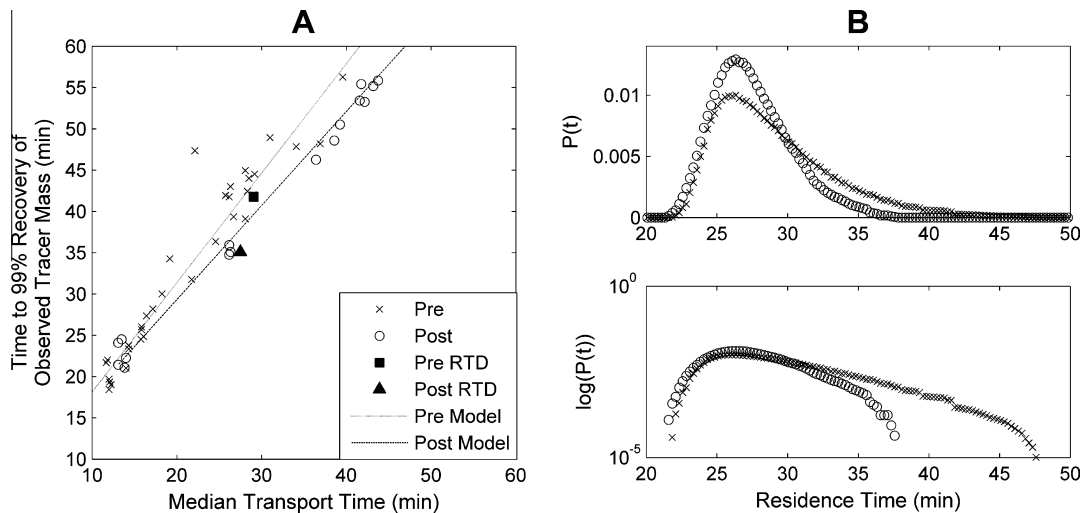 A
Time to 99% Recovery of
Observed Tracer Mass (min)
60
55
50
45
40
35
30
25
20
15
10
10 20 30 40 50 60
Median Transport Time (min)
Pre
Post
Pre RTD
Post RTD
Pre Model
Post Model
B
P(t)
0.01
0.005
0
20 25 30 35 40 45 50
log(P(t))
10^0
10^-5
20 25 30 35 40 45 50
Residence Time (min)